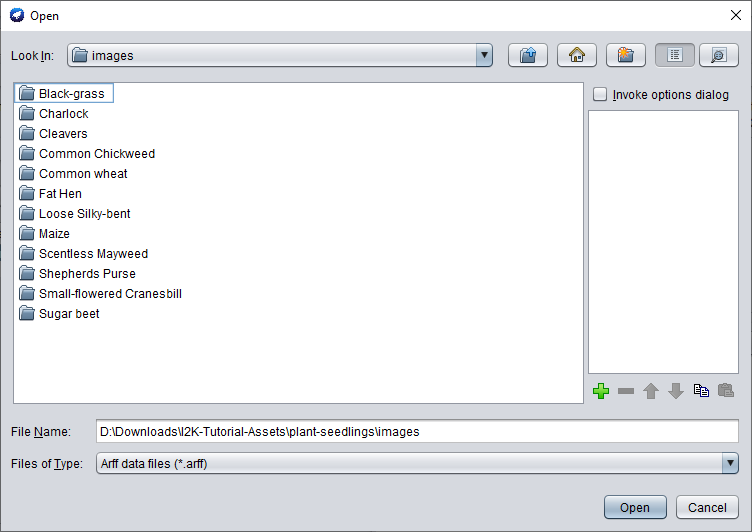 Open
Look In: images
Black-grass
Charlock
Cleavers
Common Chickweed
Common wheat
Fat Hen
Loose Silky-bent
Maize
Scentless Mayweed
Shepherds Purse
Small-flowered Cranesbill
Sugar beet
Invoke options dialog
File Name: D:\Downloads\I2K-Tutorial-Assets\plant-seedlings\images
Files of Type: Arff data files (*.arff)
Open Cancel